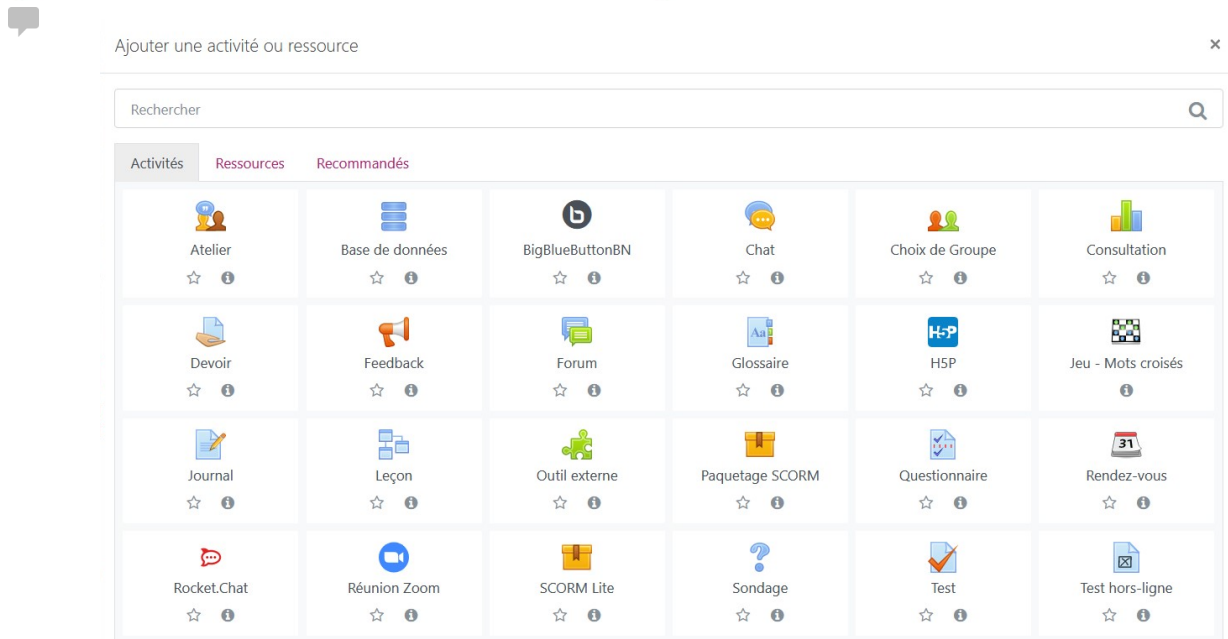 Ajouter une activité ou ressource ×
Rechercher
Activités Ressources Recommandés
Atelier Base de données BigBlueButtonBN Chat Choix de Groupe Consultation
Aa H-P 
Devoir Feedback Forum Glossaire H5P Jeu - Mots croisés
31
Journal Leçon Outil externe Paquetage SCORM Questionnaire Rendez-vous
Rocket.Chat Réunion Zoom SCORM Lite Sondage Test Test hors-ligne